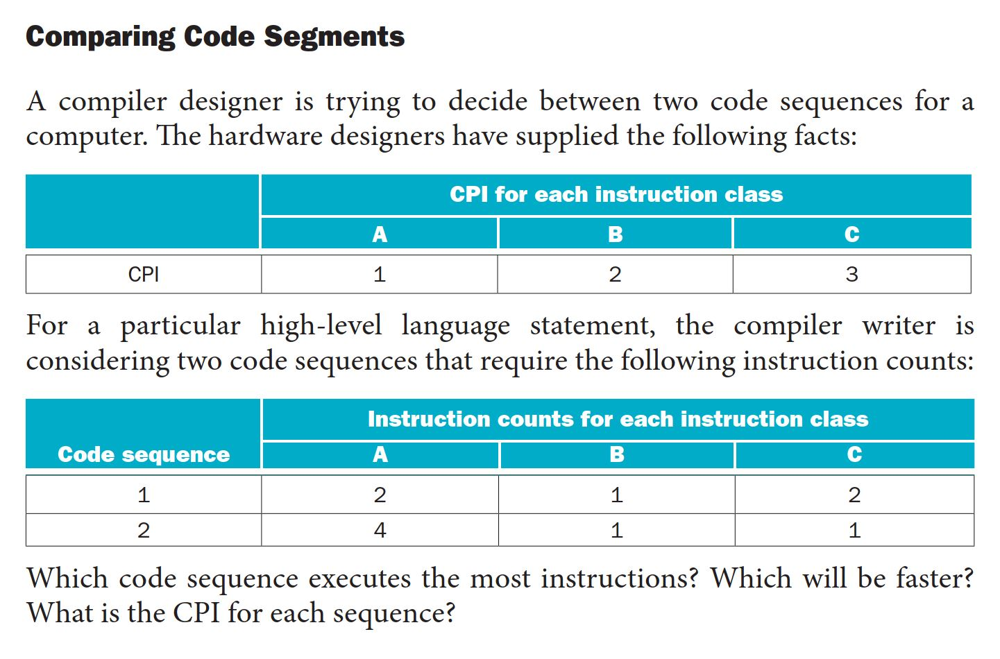 Comparing Code Segments
A compiler designer is trying to decide between two code sequences for a
computer. The hardware designers have supplied the following facts:
CPI for each instruction class
A B C
CPI 1 2 3
For a particular high-level language statement, the compiler writer is
considering two code sequences that require the following instruction counts:
Instruction counts for each instruction class
Code sequence A B C
1 2 1 2
2 4 1 1
Which code sequence executes the most instructions? Which will be faster?
What is the CPI for each sequence?